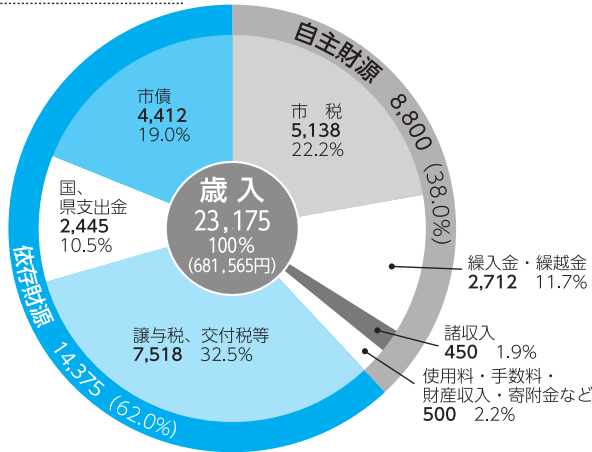 自主財源 8,800 (38.0%)
市債
4,412
19.0%
市 税
5,138
22.2%
国、
県支出金
2,445
10.5%
歳入
23,175
100%
(681,565円)
繰入金・繰越金
2,712 11.7%
諸収入
450 1.9%
使用料・手数料・
財産収入・寄附金など
500 2.2%
譲与税、交付税等
7,518 32.5%
依存財源 14,375 (62.0%)